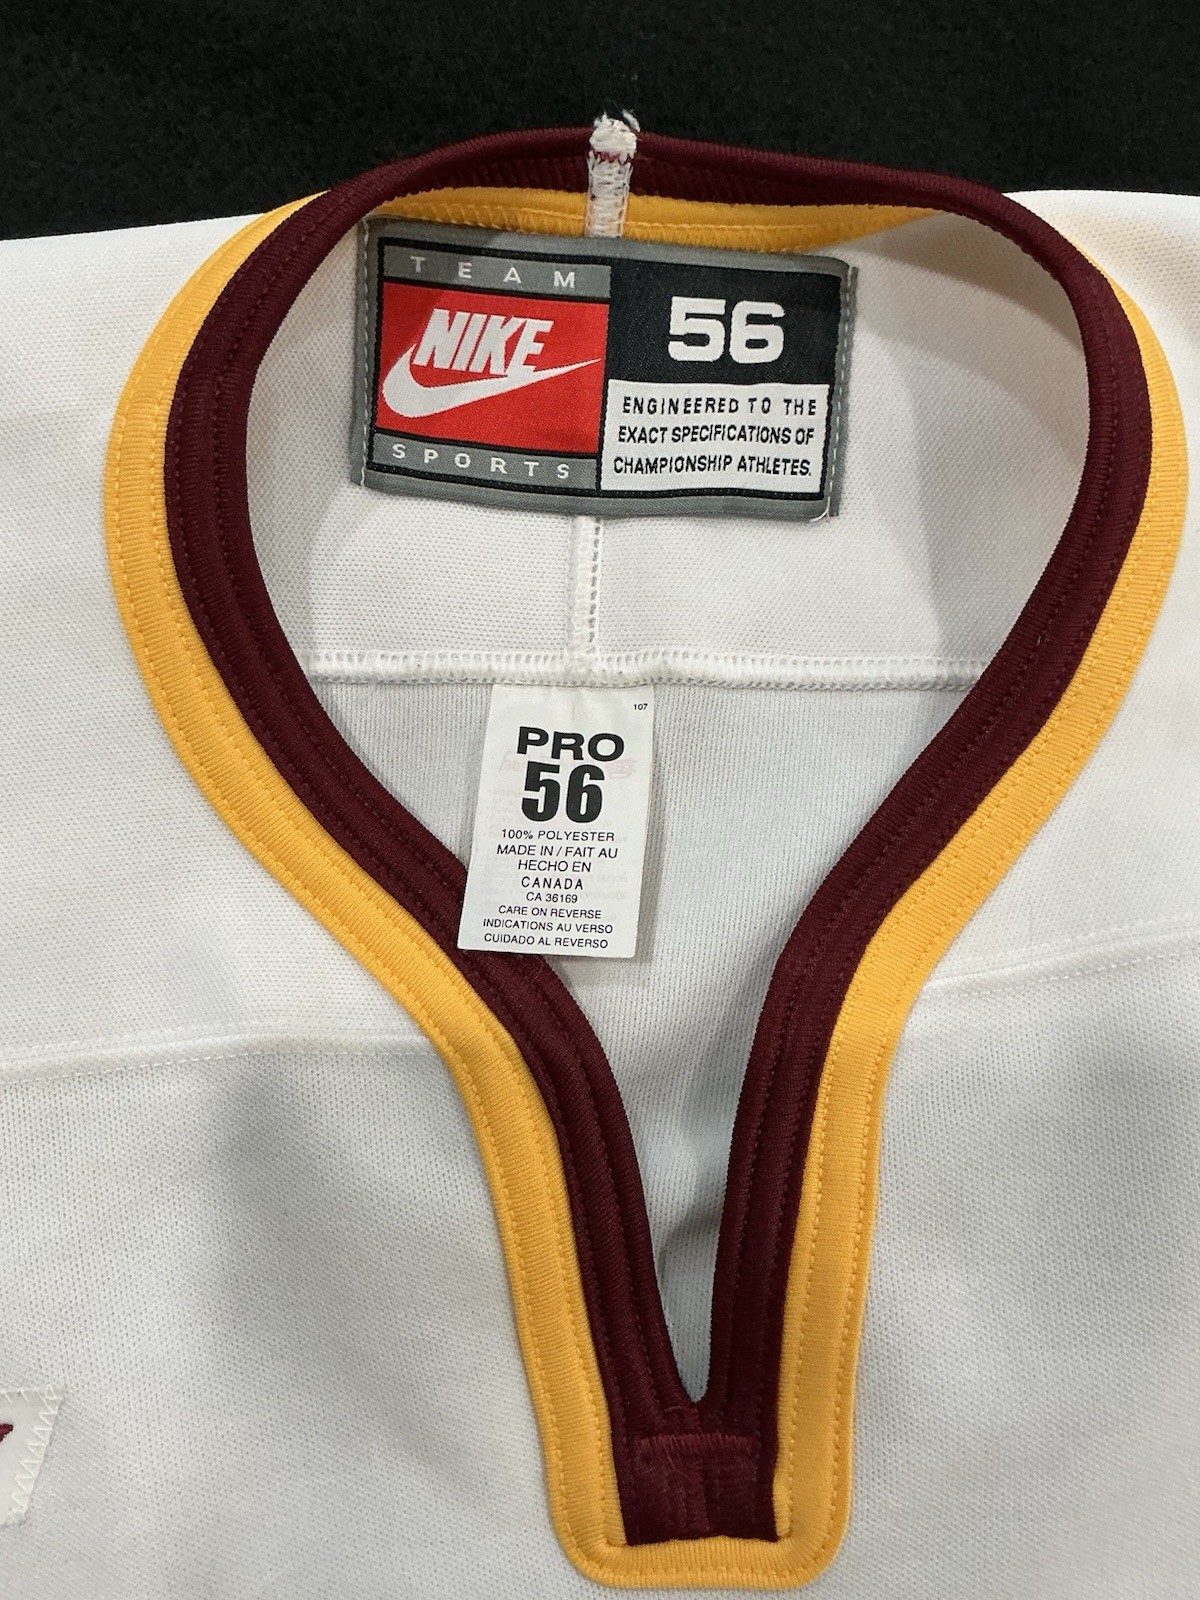 TEAM
NIKE
SPORTS
56
ENGINEERED TO THE
EXACT SPECIFICATIONS OF
CHAMPIONSHIP ATHLETES.
107
PRO
56
100% POLYESTER
MADE IN / FAIT AU
HECHO EN
CANADA
CA 36169
CARE ON REVERSE
INDICATIONS AU VERSO
CUIDADO AL REVERSO